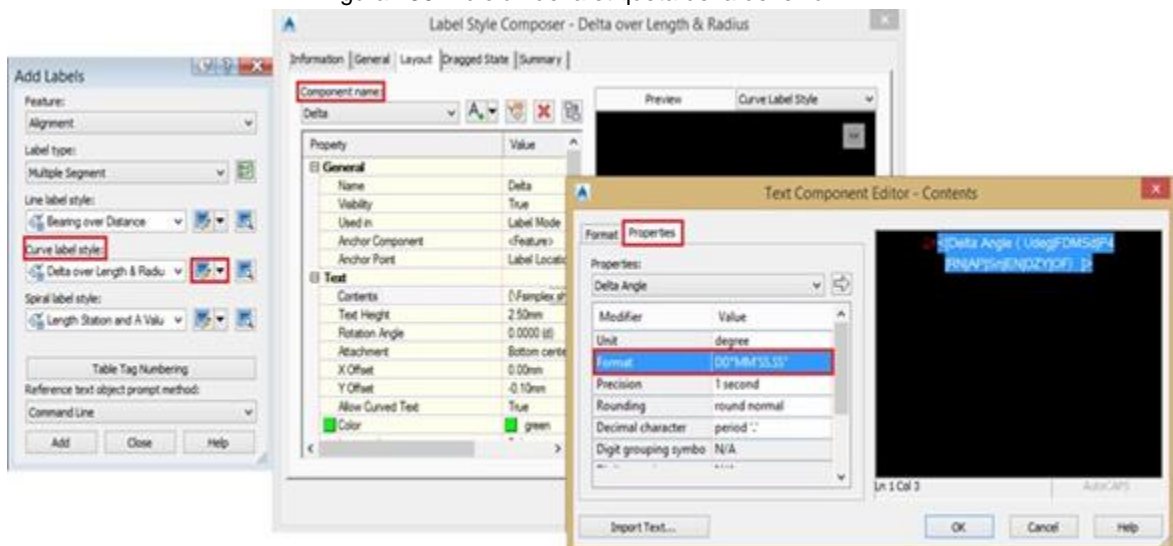 Label Style Composer - Delta over Length & Radius
Information General Layout Dragged State Summary
Component name:
Delta
Preview
Curve Label Style
Property Value
General
Name Delta
Visibility True
Used in Label Mode
Anchor Component <Feature>
Anchor Point Label Locatio
Text
Contents
Text Height 2.50mm
Rotation Angle 0.0000 (d)
Attachment Bottom cente
X Offset 0.00mm
Y Offset -0.10mm
Allow Curved Text True
Color green
Add Labels
Feature:
Alignment
Label type:
Multiple Segment
Line label style:
Bearing over Distance
Curve label style:
Delta over Length & Radiu
Spiral label style:
Length Station and A Valu
Table Tag Numbering
Reference text object prompt method:
Command Line
Add Close Help
Text Component Editor - Contents
Format Properties
Properties:
Delta Angle
Modifier Value
Unit degree
Format DD°MM'SS.SS"
Precision 1 second
Rounding round normal
Decimal character period '.'
Digit grouping symbo N/A
<[Delta Angle
Ln 1 Col 3
AutoCAPS
Import Text...
OK Cancel Help